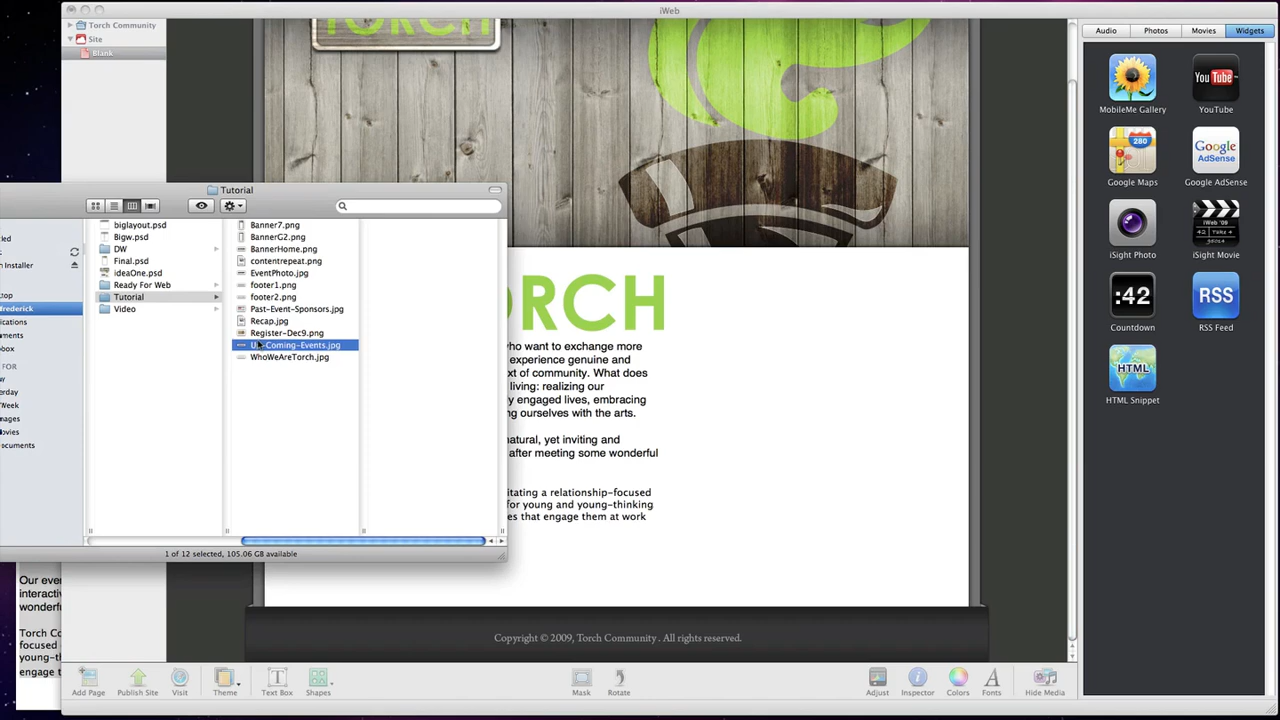 iWeb
Torch Community
Site
Blank
TORCH
Audio
Photos
Movies
Widgets
MobileMe Gallery
YouTube
Google Maps
Google AdSense
iSight Photo
iSight Movie
Countdown
RSS Feed
HTML Snippet
Tutorial
biglayout.psd
Bigw.psd
DW
Final.psd
ideaOne.psd
Ready For Web
Tutorial
Video
Banner7.png
BannerG2.png
BannerHome.png
contentrepeat.png
EventPhoto.jpg
footer1.png
footer2.png
Past-Event-Sponsors.jpg
Recap.jpg
Register-Dec9.png
-Coming-Events.jpg
WhoWeAreTorch.jpg
1 of 12 selected, 105.06 GB available
ORCH
who want to exchange more
experience genuine and
xt of community. What does
living: realizing our
y engaged lives, embracing
ng ourselves with the arts.
natural, yet inviting and
after meeting some wonderful
itating a relationship-focused
for young and young-thinking
es that engage them at work
Our eve
interactiv
wonderfu
Torch Co
focused
young-th
engage t
Copyright © 2009, Torch Community. All rights reserved.
Add Page
Publish Site
Visit
Theme
Text Box
Shapes
Mask
Rotate
Adjust
Inspector
Colors
Fonts
Hide Media